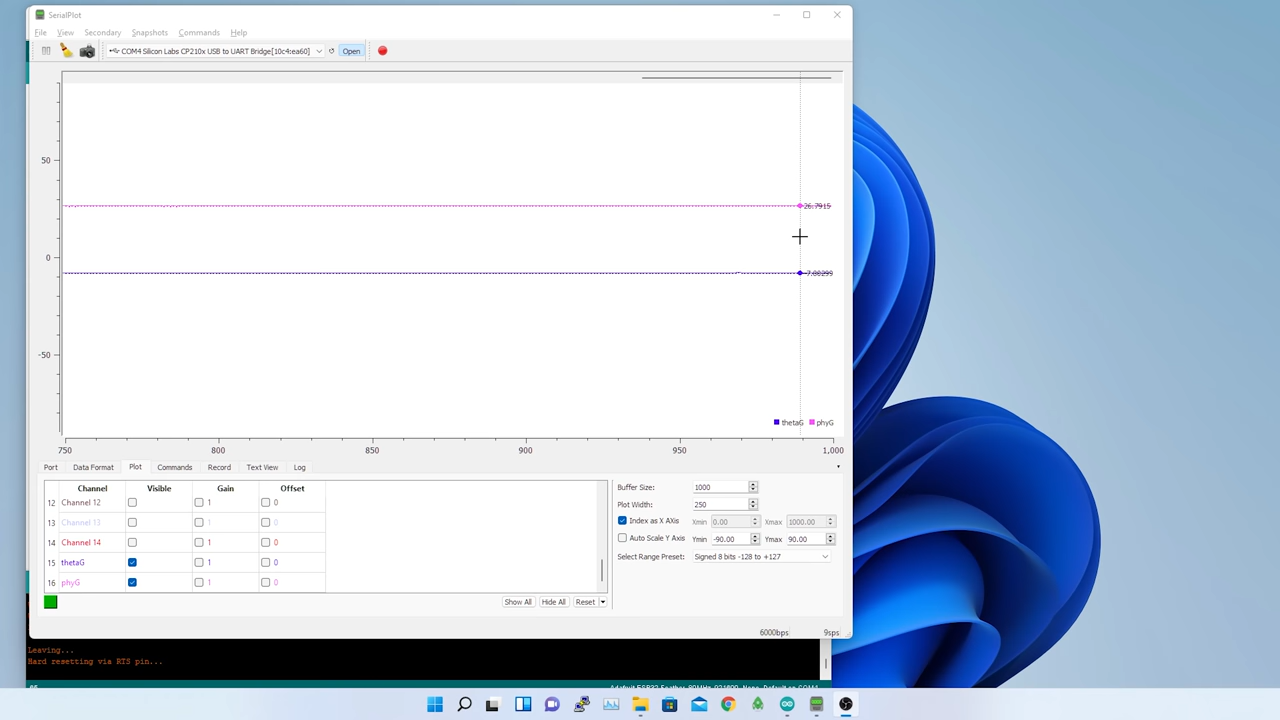 SerialPlot
File View Secondary Snapshots Commands Help
COM4 Silicon Labs CP210x USB to UART Bridge[10c4:ea60] Open
50
26.7915
0
-50
thetaG phyG
750 800 850 900 950 1,000
Port Data Format Plot Commands Record Text View Log
Channel Visible Gain Offset
12 Channel 12 1 0
13 Channel 13 1 0
14 Channel 14 1 0
15 thetaG 1 0
16 phyG 1 0
Show All Hide All Reset
Buffer Size: 1000
Plot Width: 250
Index as X AXis Xmin 0.00 Xmax 1000.00
Auto Scale Y Axis Ymin -90.00 Ymax 90.00
Select Range Preset: Signed 8 bits -128 to +127
6000bps 9sps
Leaving...
Hard resetting via RTS pin...